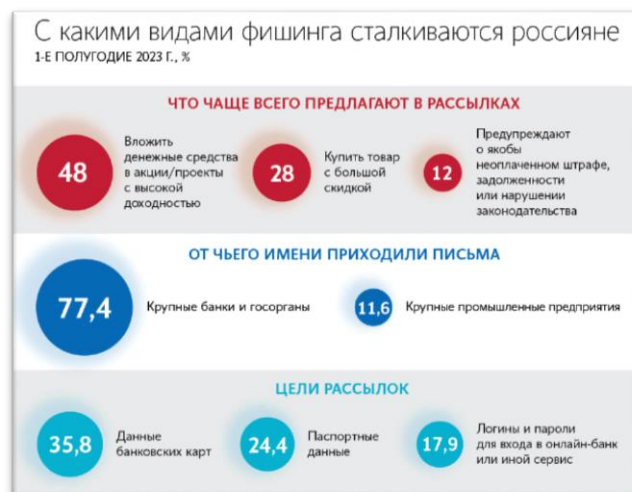 С какими видами фишинга сталкиваются россияне
1-Е ПОЛУГОДИЕ 2023 Г., %
ЧТО ЧАЩЕ ВСЕГО ПРЕДЛАГАЮТ В РАССЫЛКАХ
48
Вложить
денежные средства
в акции/проекты
с высокой
доходностью
28
Купить товар
с большой
скидкой
12
Предупреждают
о якобы
неоплаченном штрафе,
задолженности
или нарушении
законодательства
ОТ ЧЬЕГО ИМЕНИ ПРИХОДИЛИ ПИСЬМА
77,4
Крупные банки и госорганы
11,6
Крупные промышленные предприятия
ЦЕЛИ РАССЫЛОК
35,8
Данные
банковских карт
24,4
Паспортные
данные
17,9
Логины и пароли
для входа в онлайн-банк
или иной сервис